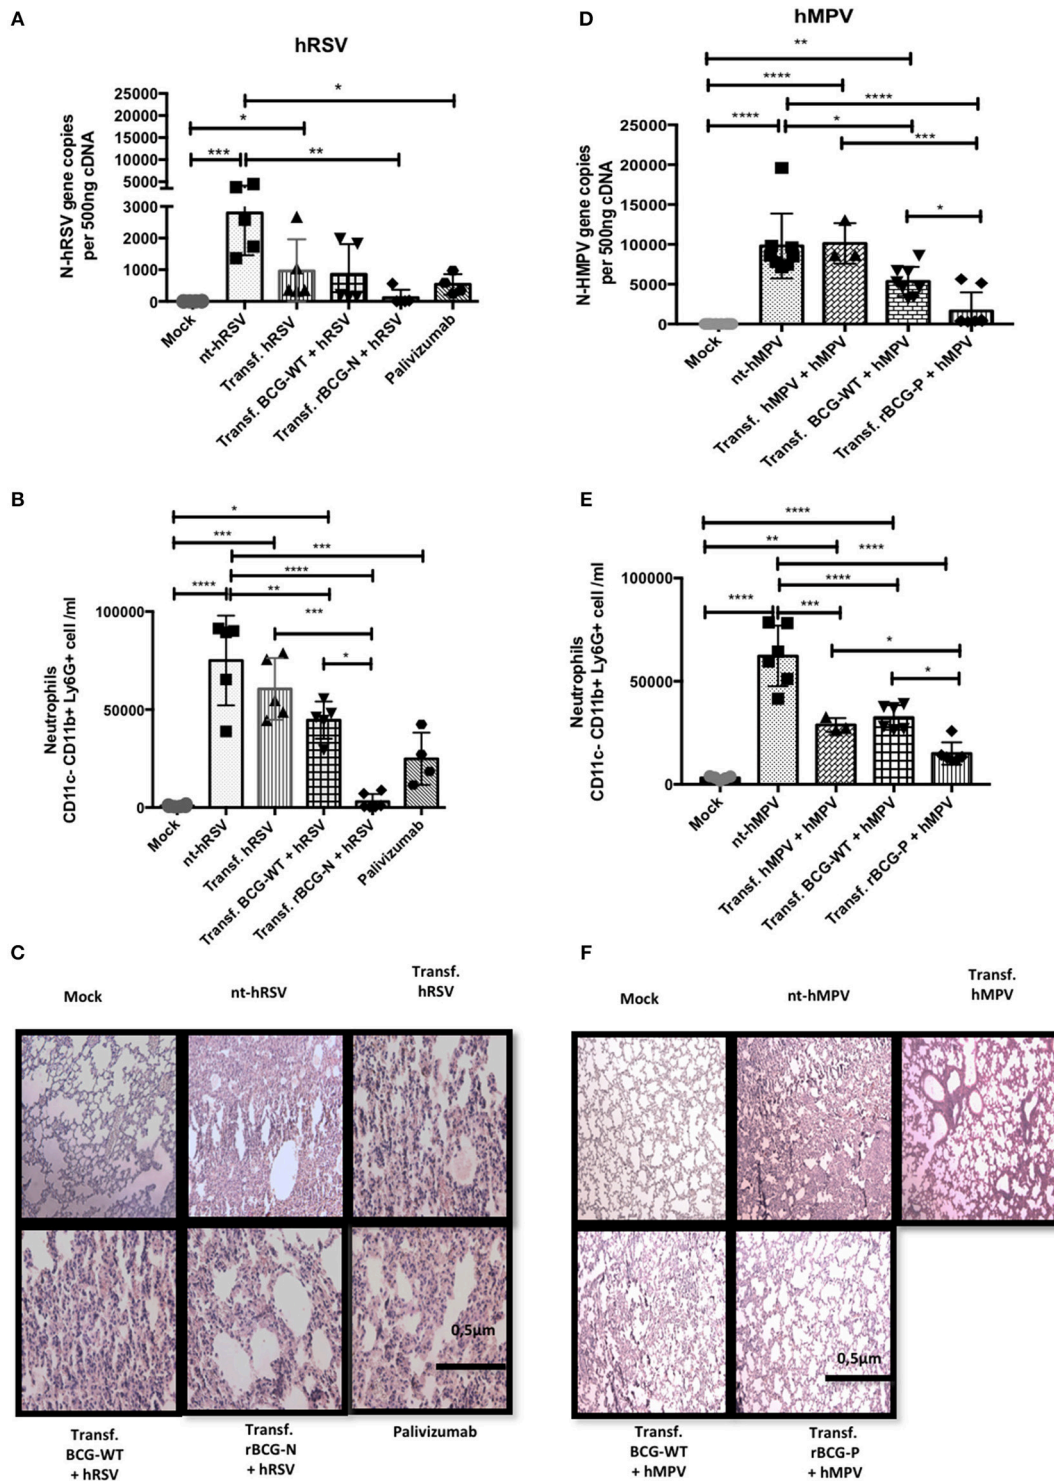 A
hRSV
*
*
***
**
N-hRSV gene copies
per 500ng cDNA
25000
20000
15000
10000
5000
3000
2000
1000
0
Mock
nt-hRSV
Transf. hRSV
Transf. BCG-WT + hRSV
Transf. rBCG-N + hRSV
Palivizumab
D
hMPV
**
****
****
****
*
***
*
N-HMPV gene copies
per 500ng cDNA
25000
20000
15000
10000
5000
0
Mock
nt-hMPV
Transf. hMPV + hMPV
Transf. BCG-WT + hMPV
Transf. rBCG-P + hMPV
B
*
***
***
****
****
**
***
*
Neutrophils
CD11c- CD11b+ Ly6G+ cell /ml
100000
50000
0
Mock
nt-hRSV
Transf. hRSV
Transf. BCG-WT + hRSV
Transf. rBCG-N + hRSV
Palivizumab
E
****
**
****
****
****
***
*
*
Neutrophils
CD11c- CD11b+ Ly6G+ cell /ml
100000
50000
0
Mock
nt-hMPV
Transf. hMPV + hMPV
Transf. BCG-WT + hMPV
Transf. rBCG-P + hMPV
C
Mock
nt-hRSV
Transf.
hRSV
0,5µm
Transf.
BCG-WT
+ hRSV
Transf.
rBCG-N
+ hRSV
Palivizumab
F
Mock
nt-hMPV
Transf.
hMPV
0,5µm
Transf.
BCG-WT
+ hMPV
Transf.
rBCG-P
+ hMPV